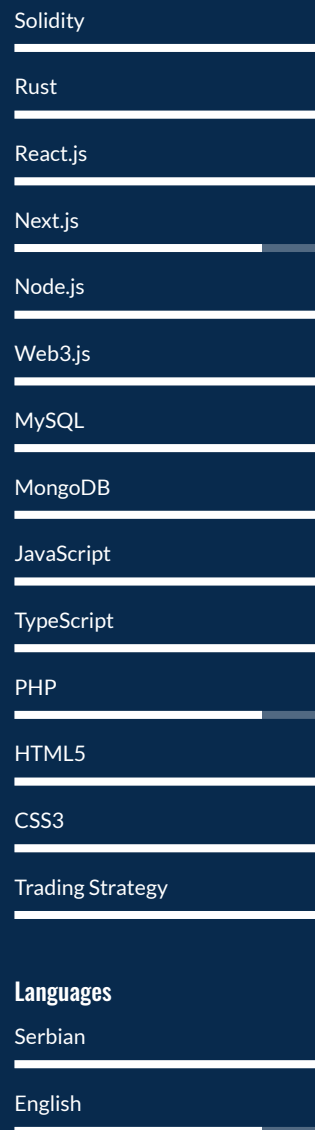 Solidity
Rust
React.js
Next.js
Node.js
Web3.js
MySQL
MongoDB
JavaScript
TypeScript
PHP
HTML5
CSS3
Trading Strategy
Languages
Serbian
English